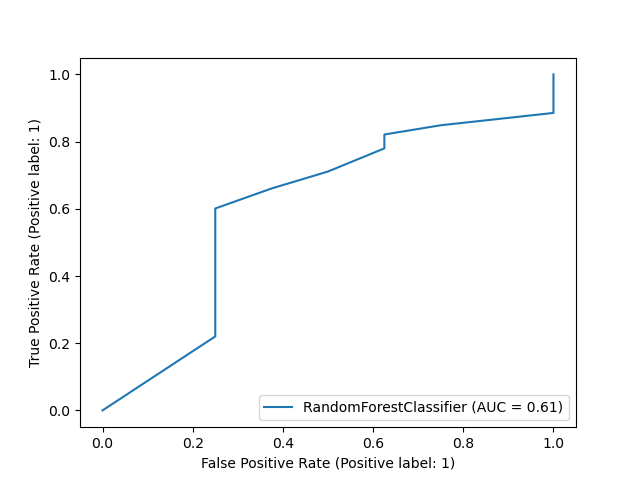 1.0
0.8
0.6
0.4
0.2
0.0
True Positive Rate (Positive label: 1)
RandomForestClassifier (AUC = 0.61)
0.0 0.2 0.4 0.6 0.8 1.0
False Positive Rate (Positive label: 1)